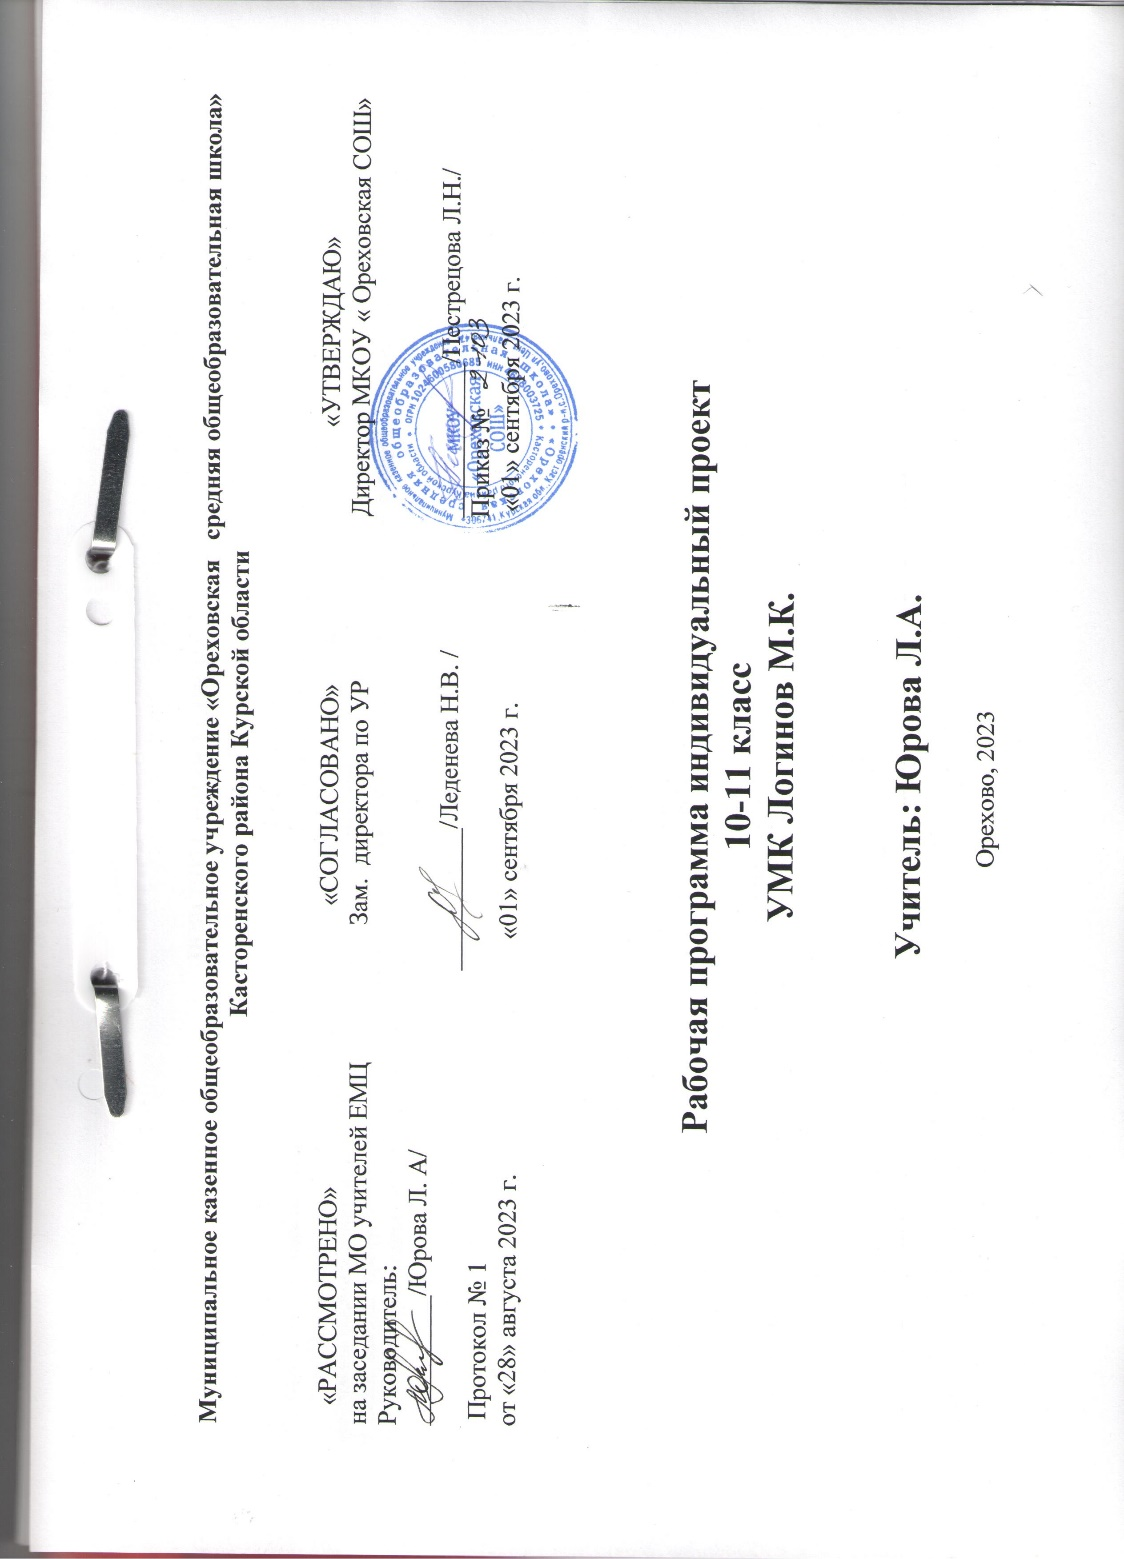 Муниципальное казенное общеобразовательное учреждение «Ореховская средняя общеобразовательная школа»
Касторенского района Курской области
«РАССМОТРЕНО»
на заседании МО учителей ЕМЦ
Руководитель:
/Юрова Л. А/
Протокол № 1
от «28» августа 2023 г.
«СОГЛАСОВАНО»
Зам. директора по УР
/Леденева Н.В. /
«01» сентября 2023 г.
«УТВЕРЖДАЮ»
Директор МКОУ « Ореховская СОШ»
/Пестрецова Л.Н./
Приказ №
«01» сентября 2023 г.
МКОУ
«Ореховская
СОШ»
Рабочая программа индивидуальный проект
10-11 класс
УМК Логинов М.К.
Учитель: Юрова Л.А.
Орехово, 2023